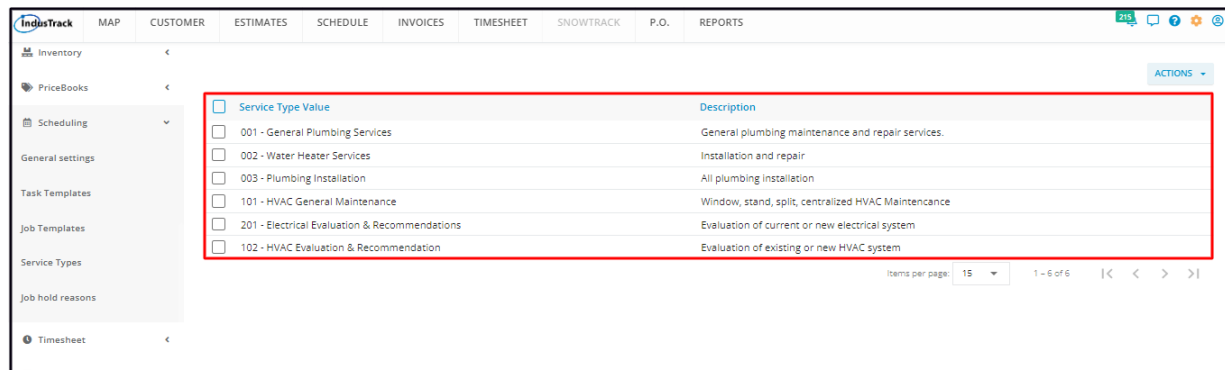 IndusTrack MAP CUSTOMER ESTIMATES SCHEDULE INVOICES TIMESHEET SNOWTRACK P.O. REPORTS 215
Inventory
ACTIONS
PriceBooks
Service Type Value Description
Scheduling
001 - General Plumbing Services General plumbing maintenance and repair services.
General settings
002 - Water Heater Services Installation and repair
003 - Plumbing Installation All plumbing installation
Task Templates
101 - HVAC General Maintenance Window, stand, split, centralized HVAC Maintencance
Job Templates
201 - Electrical Evaluation & Recommendations Evaluation of current or new electrical system
102 - HVAC Evaluation & Recommendation Evaluation of existing or new HVAC system
Service Types
Items per page: 15 1 – 6 of 6
Job hold reasons
Timesheet